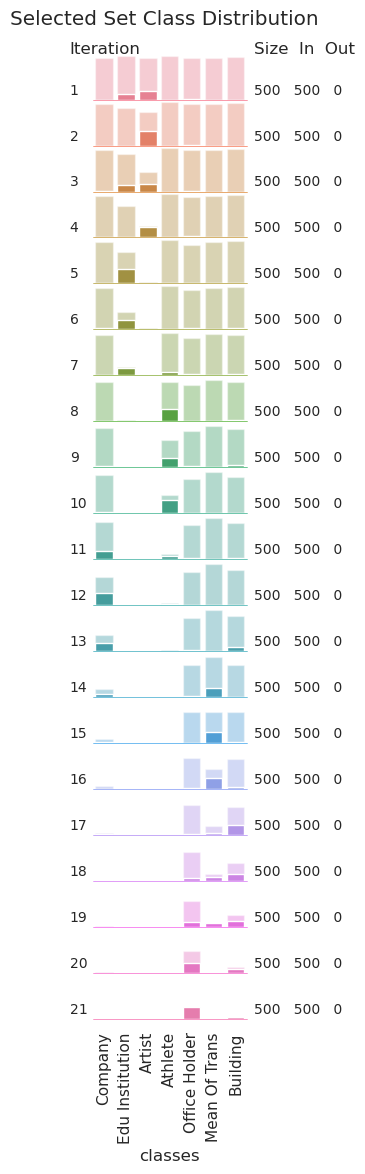 Selected Set Class Distribution
Iteration Size In Out
1 500 500 0
2 500 500 0
3 500 500 0
4 500 500 0
5 500 500 0
6 500 500 0
7 500 500 0
8 500 500 0
9 500 500 0
10 500 500 0
11 500 500 0
12 500 500 0
13 500 500 0
14 500 500 0
15 500 500 0
16 500 500 0
17 500 500 0
18 500 500 0
19 500 500 0
20 500 500 0
21 500 500 0
Company
Edu Institution
Artist
Athlete
Office Holder
Mean Of Trans
Building
classes